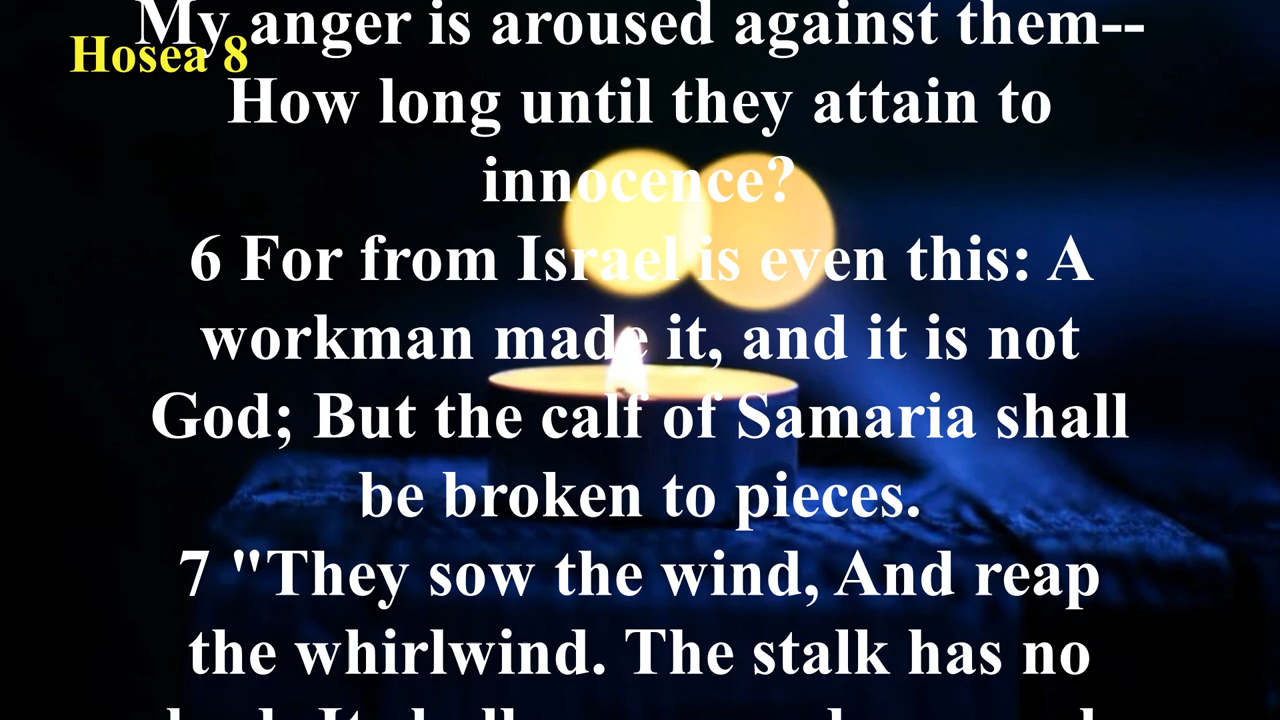 My anger is aroused against them--
Hosea 8
How long until they attain to
innocence?
6 For from Israel is even this: A
workman made it, and it is not
God; But the calf of Samaria shall
be broken to pieces.
7 "They sow the wind, And reap
the whirlwind. The stalk has no